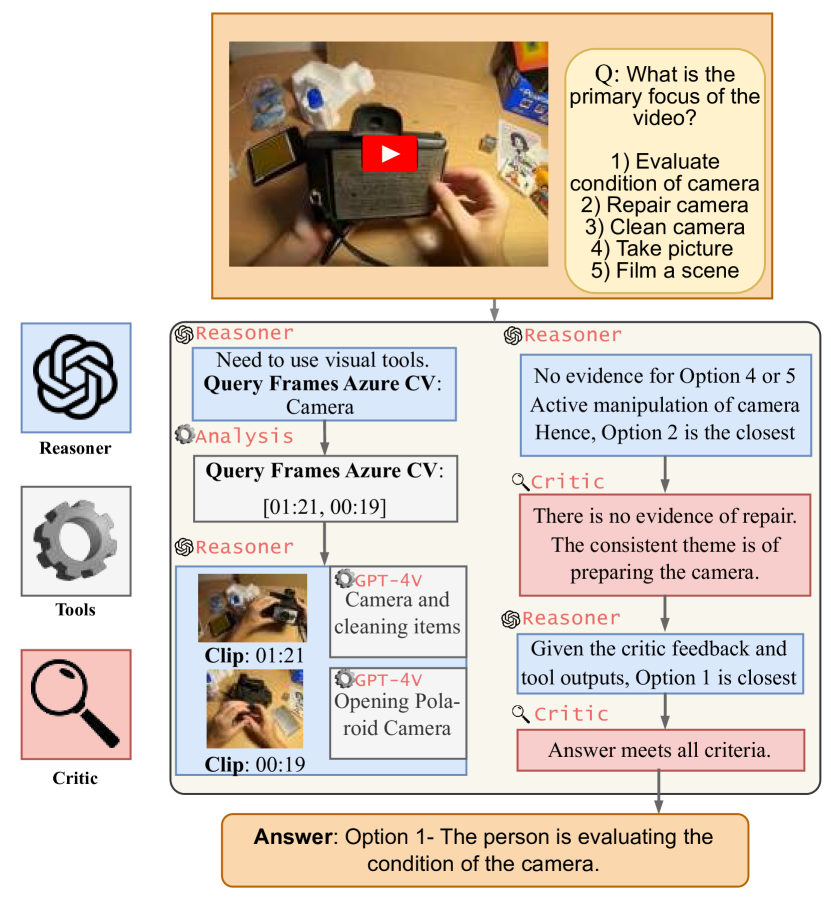 Q: What is the
primary focus of the
video?
1) Evaluate
condition of camera
2) Repair camera
3) Clean camera
4) Take picture
5) Film a scene
Reasoner
Tools
Critic
Reasoner
Need to use visual tools.
Query Frames Azure CV:
Camera
Analysis
Query Frames Azure CV:
[01:21, 00:19]
Reasoner
Clip: 01:21
GPT-4V
Camera and
cleaning items
Clip: 00:19
GPT-4V
Opening Pola-
roid Camera
Reasoner
No evidence for Option 4 or 5
Active manipulation of camera
Hence, Option 2 is the closest
Critic
There is no evidence of repair.
The consistent theme is of
preparing the camera.
Reasoner
Given the critic feedback and
tool outputs, Option 1 is closest
Critic
Answer meets all criteria.
Answer: Option 1- The person is evaluating the
condition of the camera.